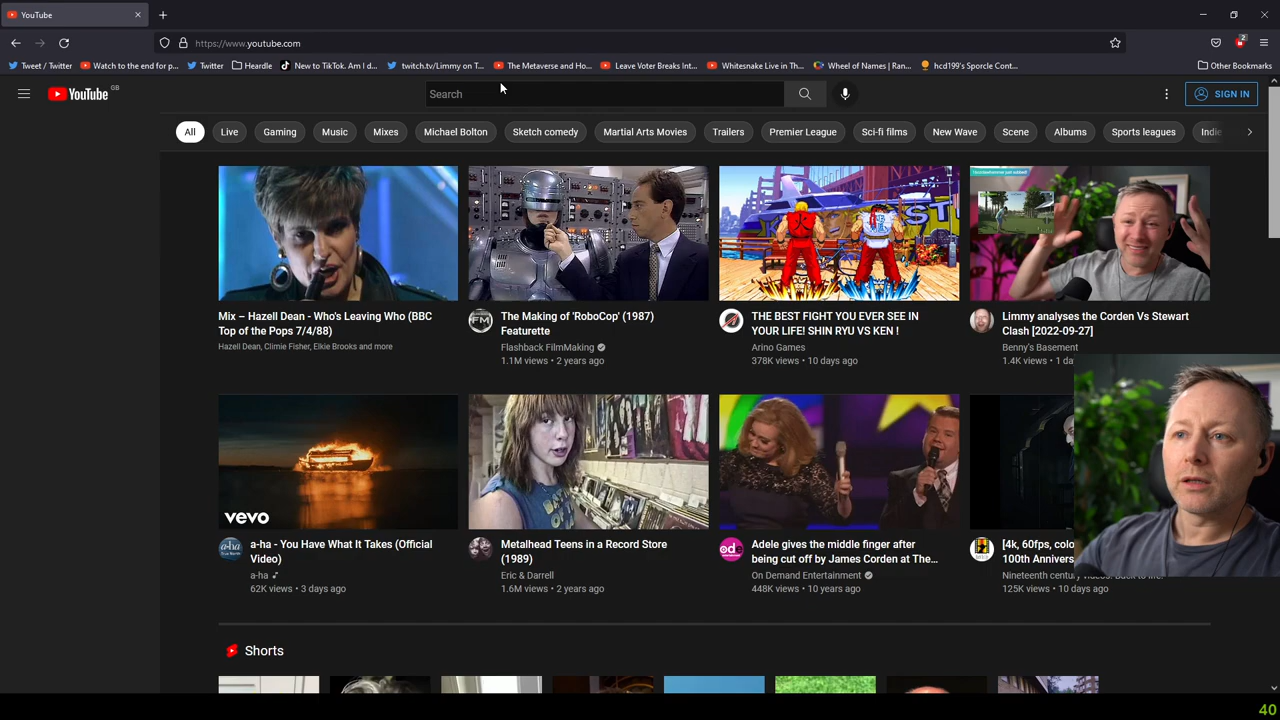 YouTube
https://www.youtube.com
2
Tweet / Twitter
Watch to the end for p...
Twitter
Heardle
New to TikTok. Am I d...
twitch.tv/Limmy on T...
The Metaverse and Ho...
Leave Voter Breaks Int...
Whitesnake Live in Th...
Wheel of Names | Ran...
hcd199's Sporcle Cont...
Other Bookmarks
YouTube GB
Search
SIGN IN
All
Live
Gaming
Music
Mixes
Michael Bolton
Sketch comedy
Martial Arts Movies
Trailers
Premier League
Sci-fi films
New Wave
Scene
Albums
Sports leagues
Indie
Mix – Hazell Dean - Who's Leaving Who (BBC
Top of the Pops 7/4/88)
Hazell Dean, Climie Fisher, Elkie Brooks and more
FM
The Making of 'RoboCop' (1987)
Featurette
Flashback FilmMaking
1.1M views • 2 years ago
THE BEST FIGHT YOU EVER SEE IN
YOUR LIFE! SHIN RYU VS KEN !
Arino Games
378K views • 10 days ago
Limmy analyses the Corden Vs Stewart
Clash [2022-09-27]
Benny's Basement
1.4K views • 1 da
vevo
a-ha - You Have What It Takes (Official
Video)
a-ha
62K views • 3 days ago
Metalhead Teens in a Record Store
(1989)
Eric & Darrell
1.6M views • 2 years ago
ode
Adele gives the middle finger after
being cut off by James Corden at The...
On Demand Entertainment
448K views • 10 years ago
[4k, 60fps, colo
100th Annivers
Nineteenth century videos. Back to life.
125K views • 10 days ago
Shorts
40